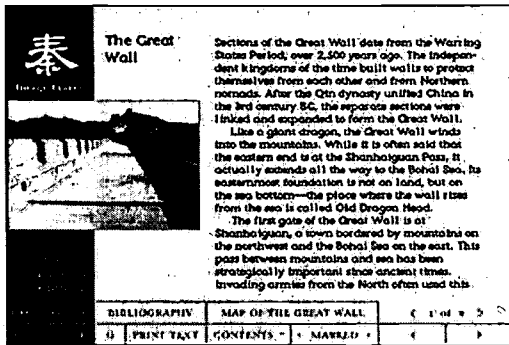 秦
The Great
Wall
Sections of the Great Wall date from the Warring
States Period, over 2,500 years ago. The indepen-
dent kingdoms of the time built walls to protect
themselves from each other and from Northern
nomads. After the Qin dynasty unified China in
the 3rd century BC, the separate sections were
linked and expanded to form the Great Wall.
Like a giant dragon, the Great Wall winds
into the mountains. While it is often said that
the eastern end is at the Shanhaiguan Pass, it
actually extends all the way to the Bohai Sea. Its
easternmost foundation is not on land, but on
the sea bottom—the place where the wall rises
from the sea is called Old Dragon Head.
The first gate of the Great Wall is at
Shanhaiguan, a town bordered by mountains on
the northwest and the Bohai Sea on the east. This
pass between mountains and sea has been
strategically important since ancient times.
Invading armies from the North often used this
BIBLIOGRAPHY MAP OF THE GREAT WALL 1 of
PRINT TEXT CONTENTS MARKED